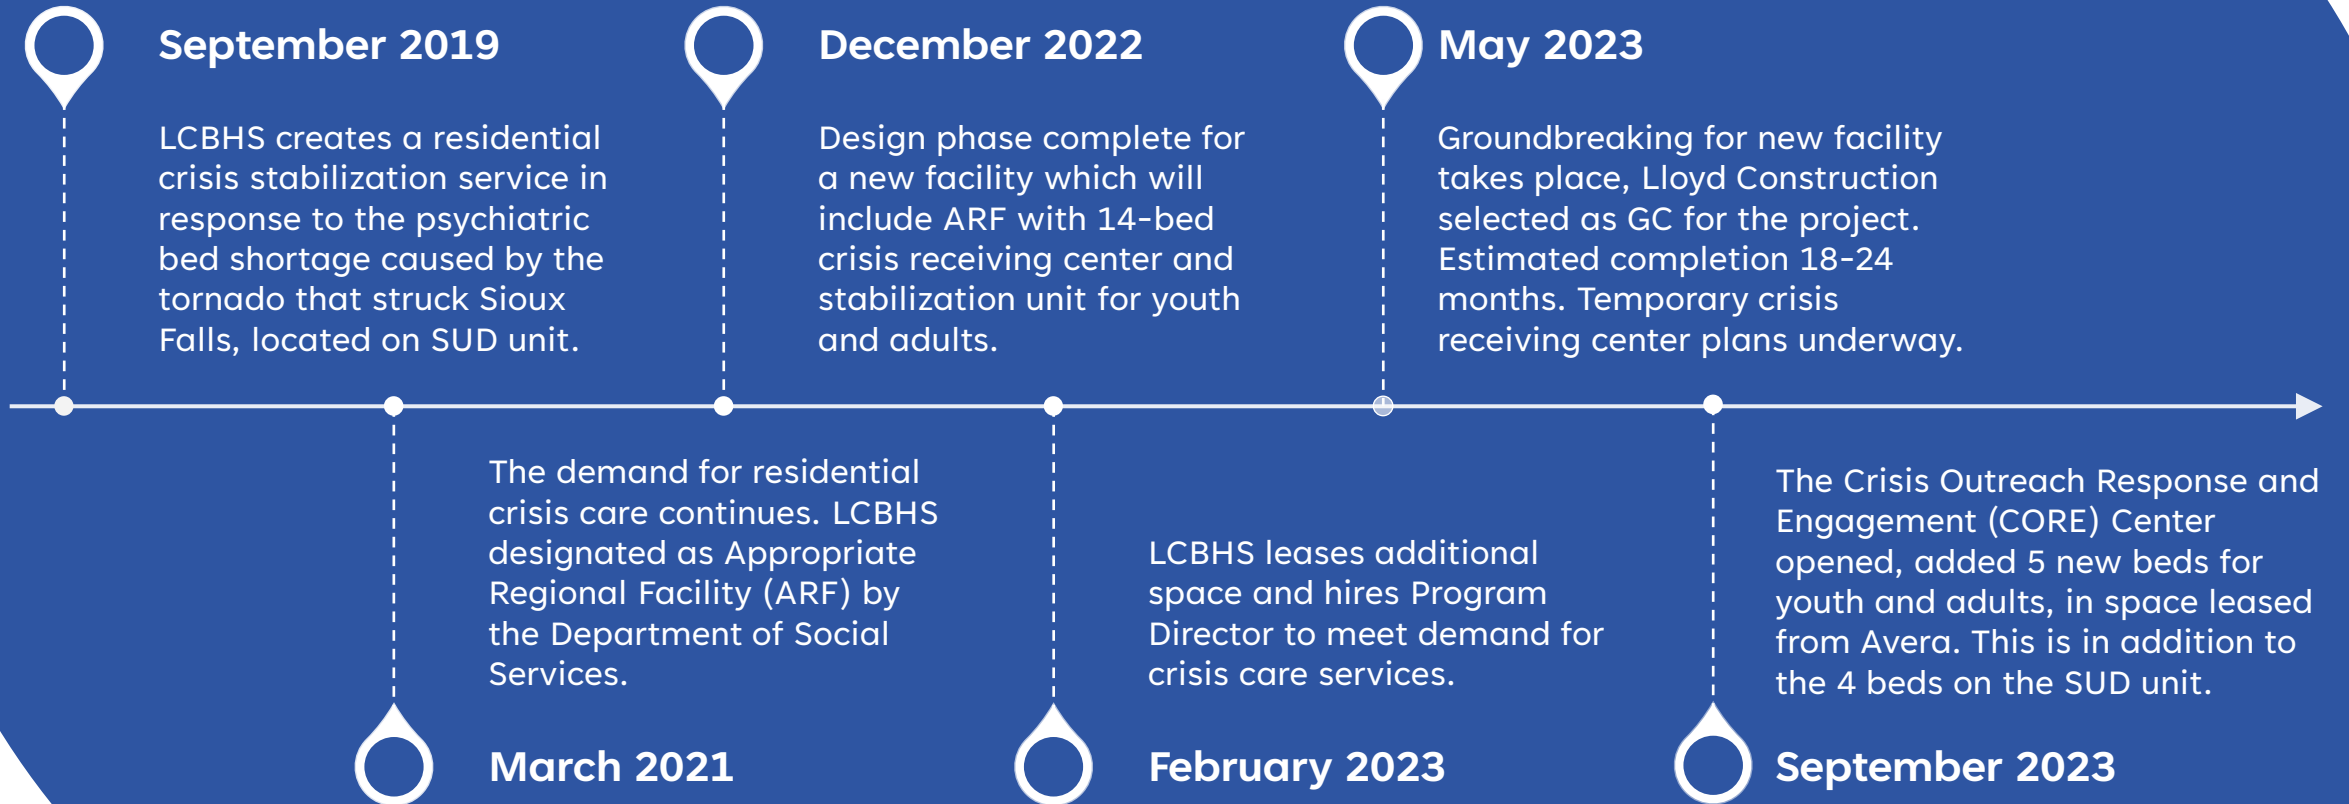 September 2019
LCBHS creates a residential
crisis stabilization service in
response to the psychiatric
bed shortage caused by the
tornado that struck Sioux
Falls, located on SUD unit.
December 2022
Design phase complete for
a new facility which will
include ARF with 14-bed
crisis receiving center and
stabilization unit for youth
and adults.
May 2023
Groundbreaking for new facility
takes place, Lloyd Construction
selected as GC for the project.
Estimated completion 18-24
months. Temporary crisis
receiving center plans underway.
The demand for residential
crisis care continues. LCBHS
designated as Appropriate
Regional Facility (ARF) by
the Department of Social
Services.
March 2021
LCBHS leases additional
space and hires Program
Director to meet demand for
crisis care services.
February 2023
The Crisis Outreach Response and
Engagement (CORE) Center
opened, added 5 new beds for
youth and adults, in space leased
from Avera. This is in addition to
the 4 beds on the SUD unit.
September 2023